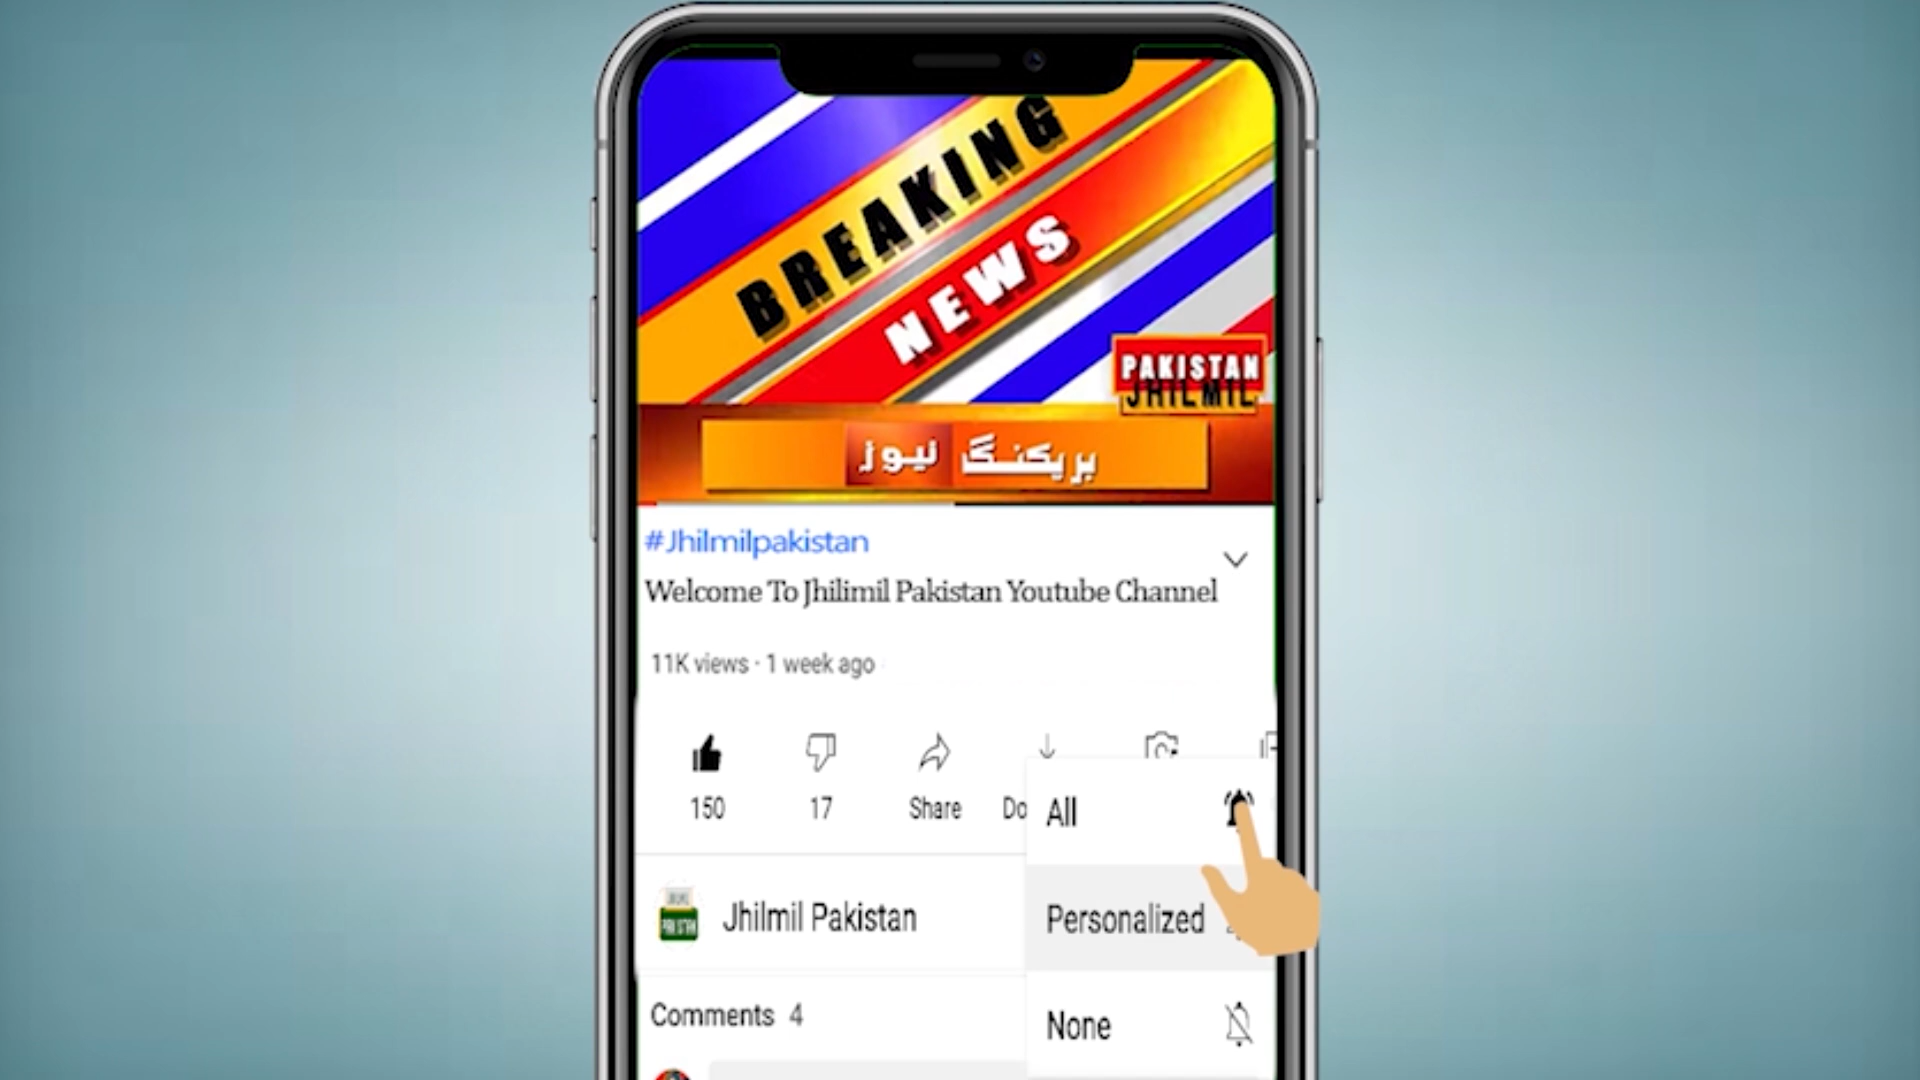 BREAKING
NEWS
PAKISTAN
JHILMIL
بریکنگ نیوز
#Jhilmilpakistan
Welcome To Jhilimil Pakistan Youtube Channel
11K views · 1 week ago
150
17
Share
Do
All
Jhilmil Pakistan
Personalized
Comments 4
None